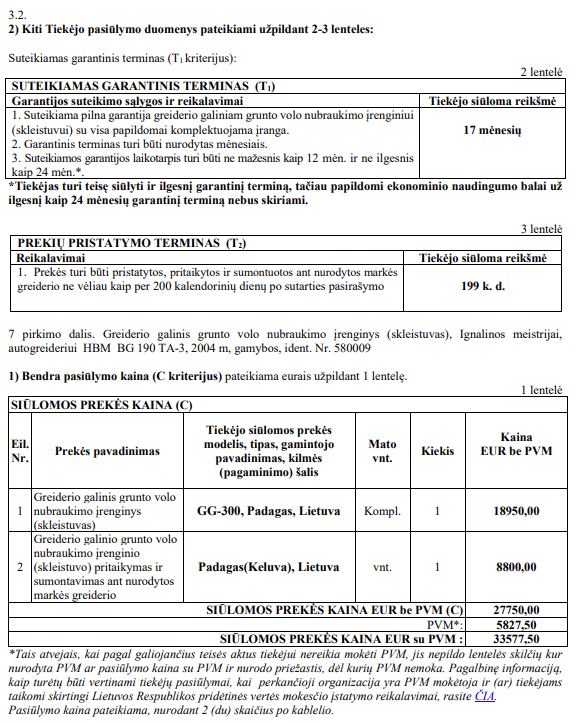 3.2.
2) Kiti Tiekėjo pasiūlymo duomenys pateikiami užpildant 2-3 lenteles:
Suteikiamas garantinis terminas (T1 kriterijus):
2 lentelė
SUTEIKIAMAS GARANTINIS TERMINAS (T1)
Garantijos suteikimo sąlygos ir reikalavimai
Tiekėjo siūloma reikšmė
1. Suteikiama pilna garantija greiderio galiniam grunto volo nubraukimo įrenginiui
(skleistuvui) su visa papildomai komplektuojama įranga.
2. Garantinis terminas turi būti nurodytas mėnesiais.
3. Suteikiamos garantijos laikotarpis turi būti ne mažesnis kaip 12 mėn. ir ne ilgesnis
kaip 24 mėn.*.
17 mėnesių
*Tiekėjas turi teisę siūlyti ir ilgesnį garantinį terminą, tačiau papildomi ekonominio naudingumo balai už
ilgesnį kaip 24 mėnesių garantinį terminą nebus skiriami.
3 lentelė
PREKIŲ PRISTATYMO TERMINAS (T2)
Reikalavimai
Tiekėjo siūloma reikšmė
1. Prekės turi būti pristatytos, pritaikytos ir sumontuotos ant nurodytos markės
greiderio ne vėliau kaip per 200 kalendorinių dienų po sutarties pasirašymo
199 k. d.
7 pirkimo dalis. Greiderio galinis grunto volo nubraukimo įrenginys (skleistuvas), Ignalinos meistrijai,
autogreideriui HBM BG 190 TA-3, 2004 m, gamybos, ident. Nr. 580009
1) Bendra pasiūlymo kaina (C kriterijus) pateikiama eurais užpildant 1 lentelę.
1 lentelė
SIŪLOMOS PREKĖS KAINA (C)
Eil.
Nr.
Prekės pavadinimas
Tiekėjo siūlomos prekės
modelis, tipas, gamintojo
pavadinimas, kilmės
(pagaminimo) šalis
Mato
vnt.
Kiekis
Kaina
EUR be PVM
1
Greiderio galinis grunto volo
nubraukimo įrenginys
(skleistuvas)
GG-300, Padagas, Lietuva
Kompl.
1
18950,00
2
Greiderio galinio grunto volo
nubraukimo įrenginio
(skleistuvo) pritaikymas ir
sumontavimas ant nurodytos
markės greiderio
Padagas(Keluva), Lietuva
vnt.
1
8800,00
SIŪLOMOS PREKĖS KAINA EUR be PVM (C)
27750,00
PVM*:
5827,50
SIŪLOMOS PREKĖS KAINA EUR su PVM :
33577,50
*Tais atvejais, kai pagal galiojančius teisės aktus tiekėjui nereikia mokėti PVM, jis nepildo lentelės skilčių kur
nurodyta PVM ar pasiūlymo kaina su PVM ir nurodo priežastis, dėl kurių PVM nemoka. Pagalbinę informaciją,
kaip turėtų būti vertinami tiekėjų pasiūlymai, kai perkančioji organizacija yra PVM mokėtoja ir (ar) tiekėjams
taikomi skirtingi Lietuvos Respublikos pridėtinės vertės mokesčio įstatymo reikalavimai, rasite ČIA.
Pasiūlymo kaina pateikiama, nurodant 2 (du) skaičius po kablelio.